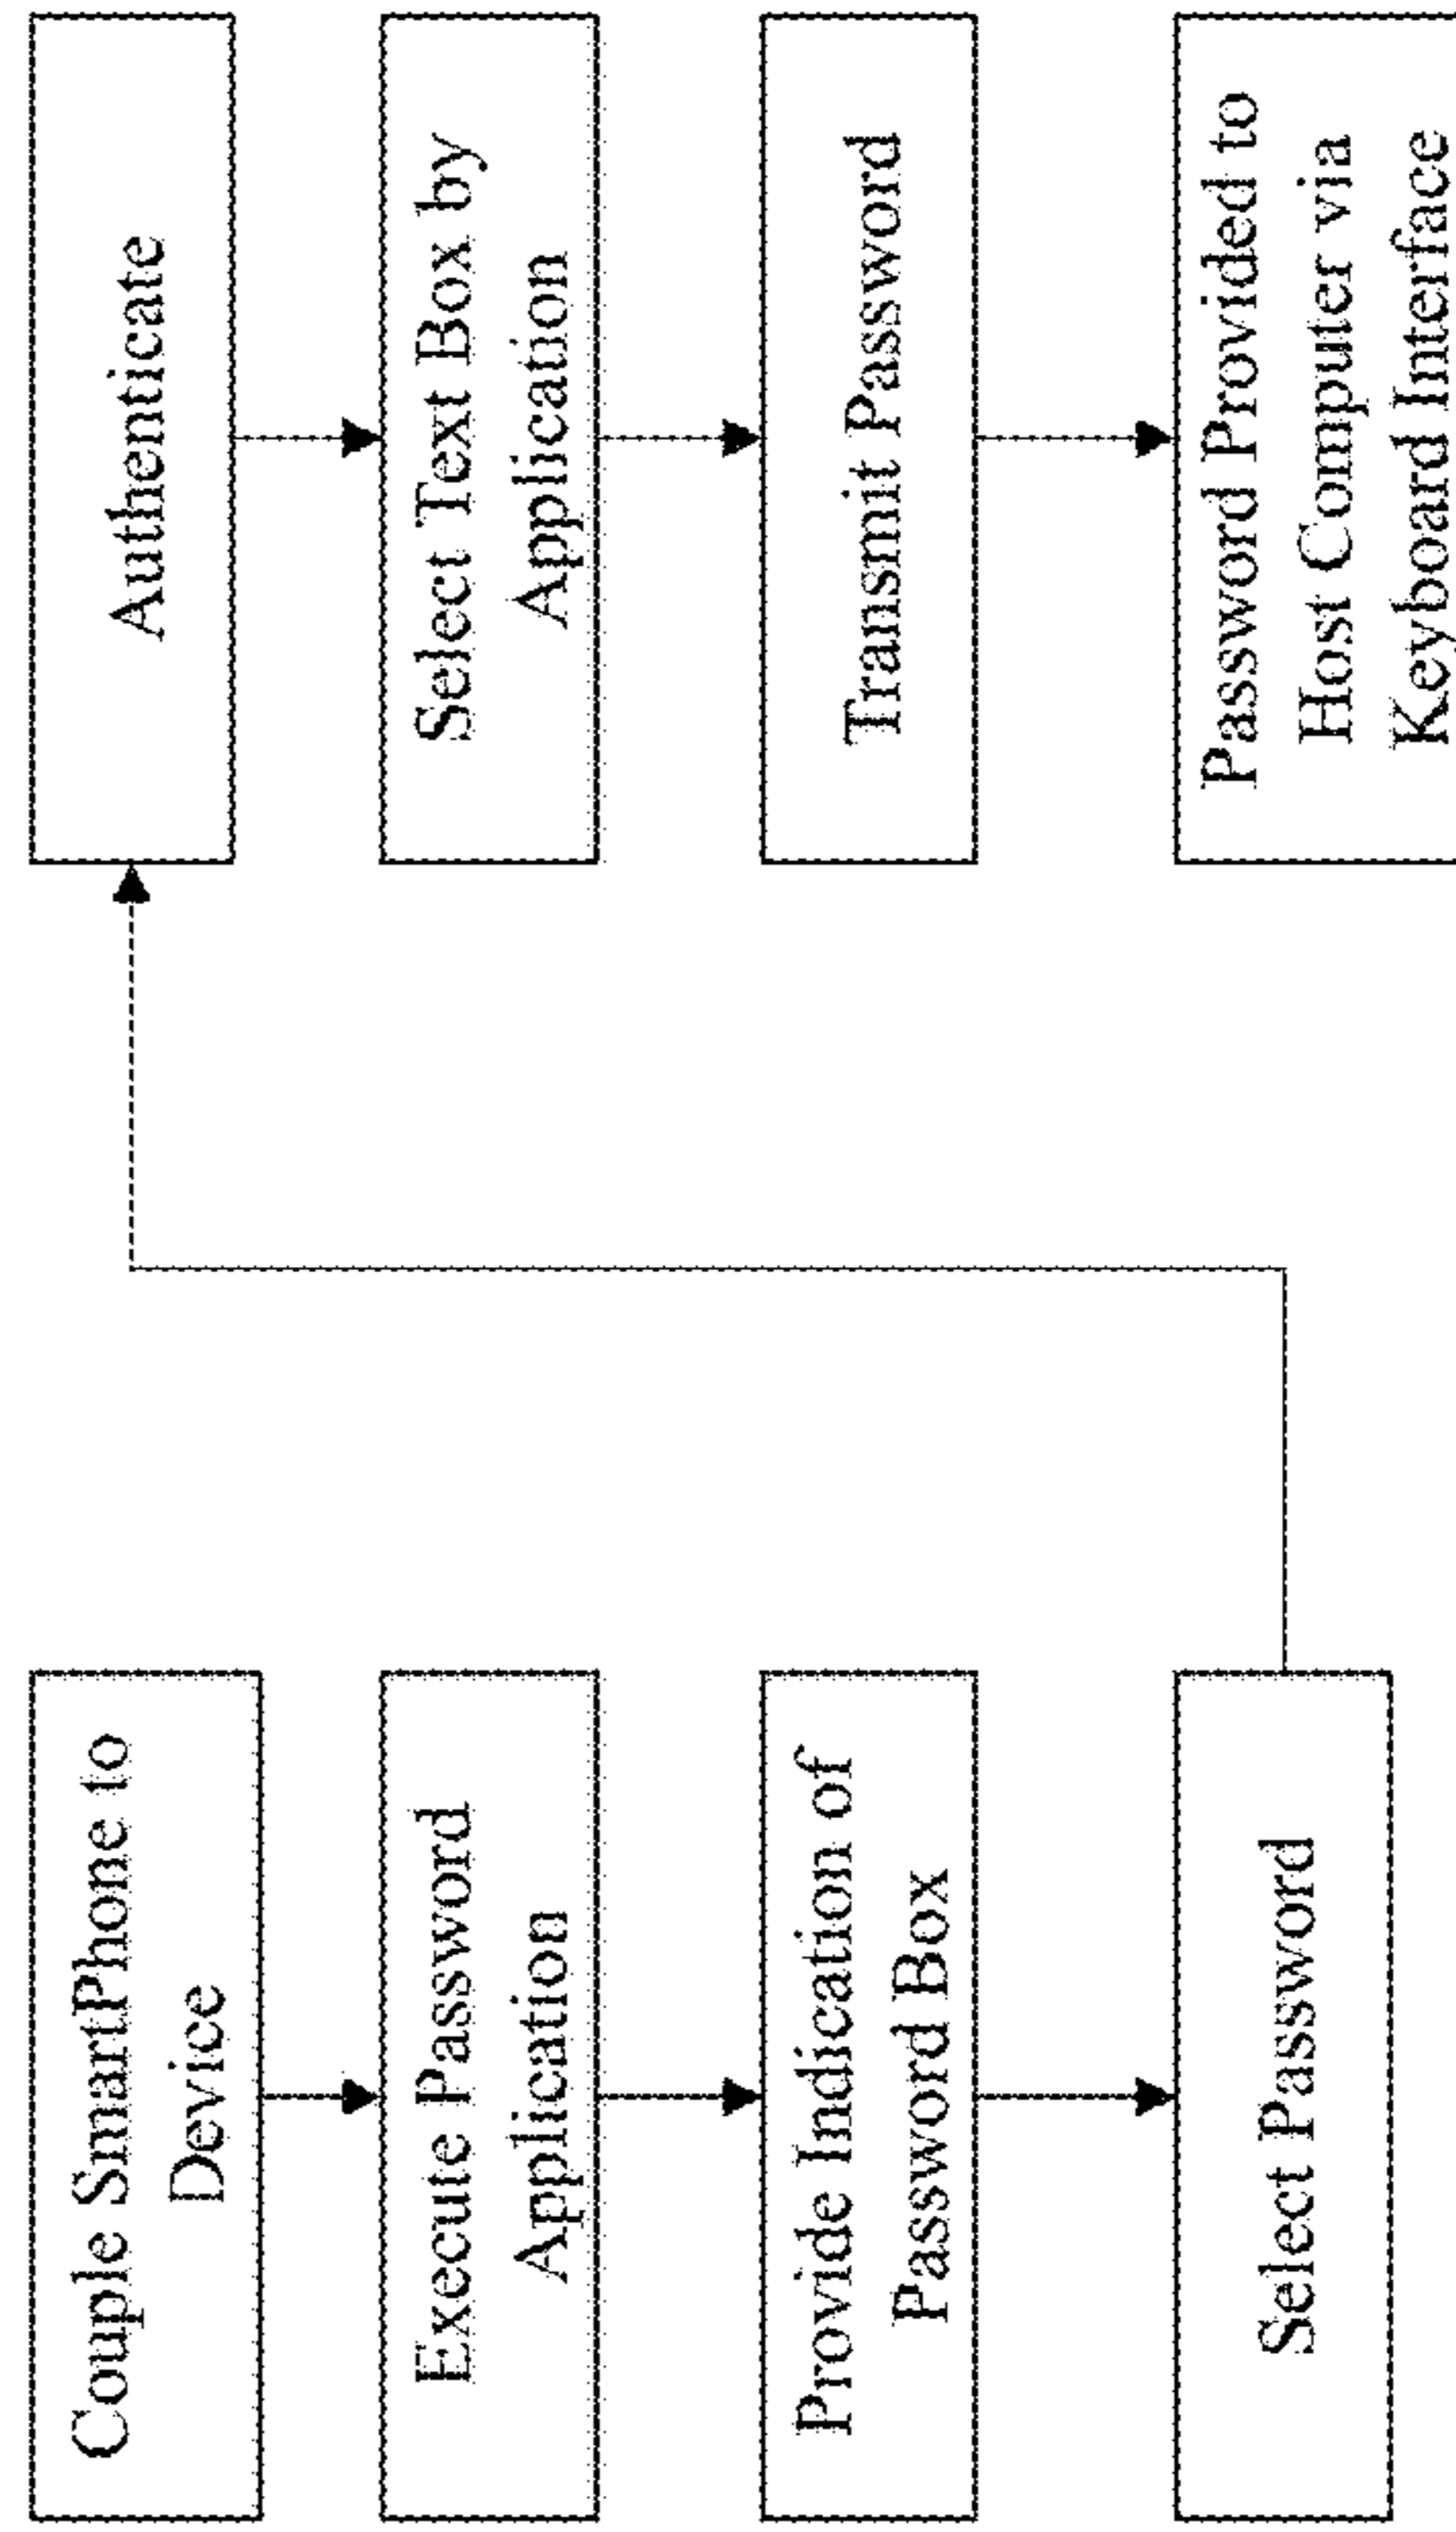 Couple SmartPhone to
Device
Execute Password
Application
Provide Indication of
Password Box
Select Password
Authenticate
Select Text Box by
Application
Transmit Password
Password Provided to
Host Computer via
Keyboard Interface